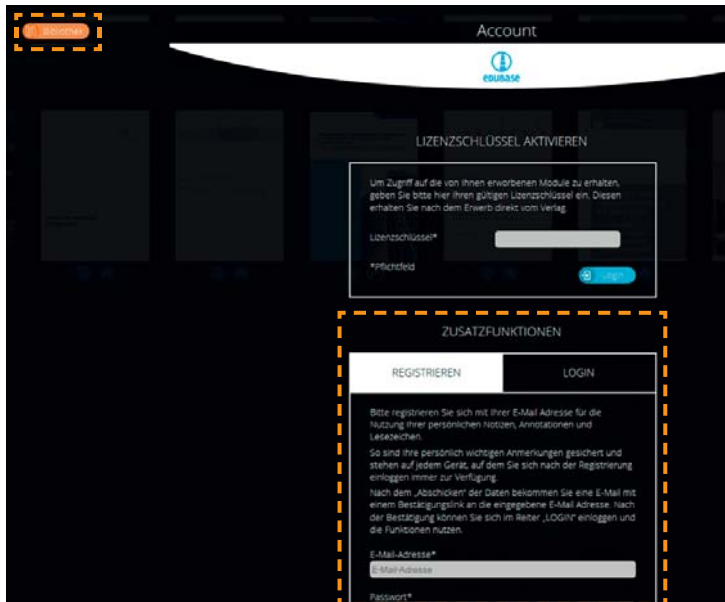 Bibliothek
Account
EDUBASE
LIZENZSCHLÜSSEL AKTIVIEREN
Um Zugriff auf die von Ihnen erworbenen Module zu erhalten,
geben Sie bitte hier Ihren gültigen Lizenzschlüssel ein. Diesen
erhalten Sie nach dem Erwerb direkt vom Verlag.
Lizenzschlüssel*
*Pflichtfeld
Login
ZUSATZFUNKTIONEN
REGISTRIEREN
LOGIN
Bitte registrieren Sie sich mit Ihrer E-Mail Adresse für die
Nutzung Ihrer persönlichen Notizen, Annotationen und
Lesezeichen.
So sind Ihre persönlich wichtigen Anmerkungen gesichert und
stehen auf jedem Gerät, auf dem Sie sich nach der Registrierung
einloggen immer zur Verfügung.
Nach dem „Abschicken" der Daten bekommen Sie eine E-Mail mit
einem Bestätigungslink an die eingegebene E-Mail Adresse. Nach
der Bestätigung können Sie sich im Reiter „LOGIN" einloggen und
die Funktionen nutzen.
E-Mail-Adresse*
E-Mail-Adresse
Passwort*